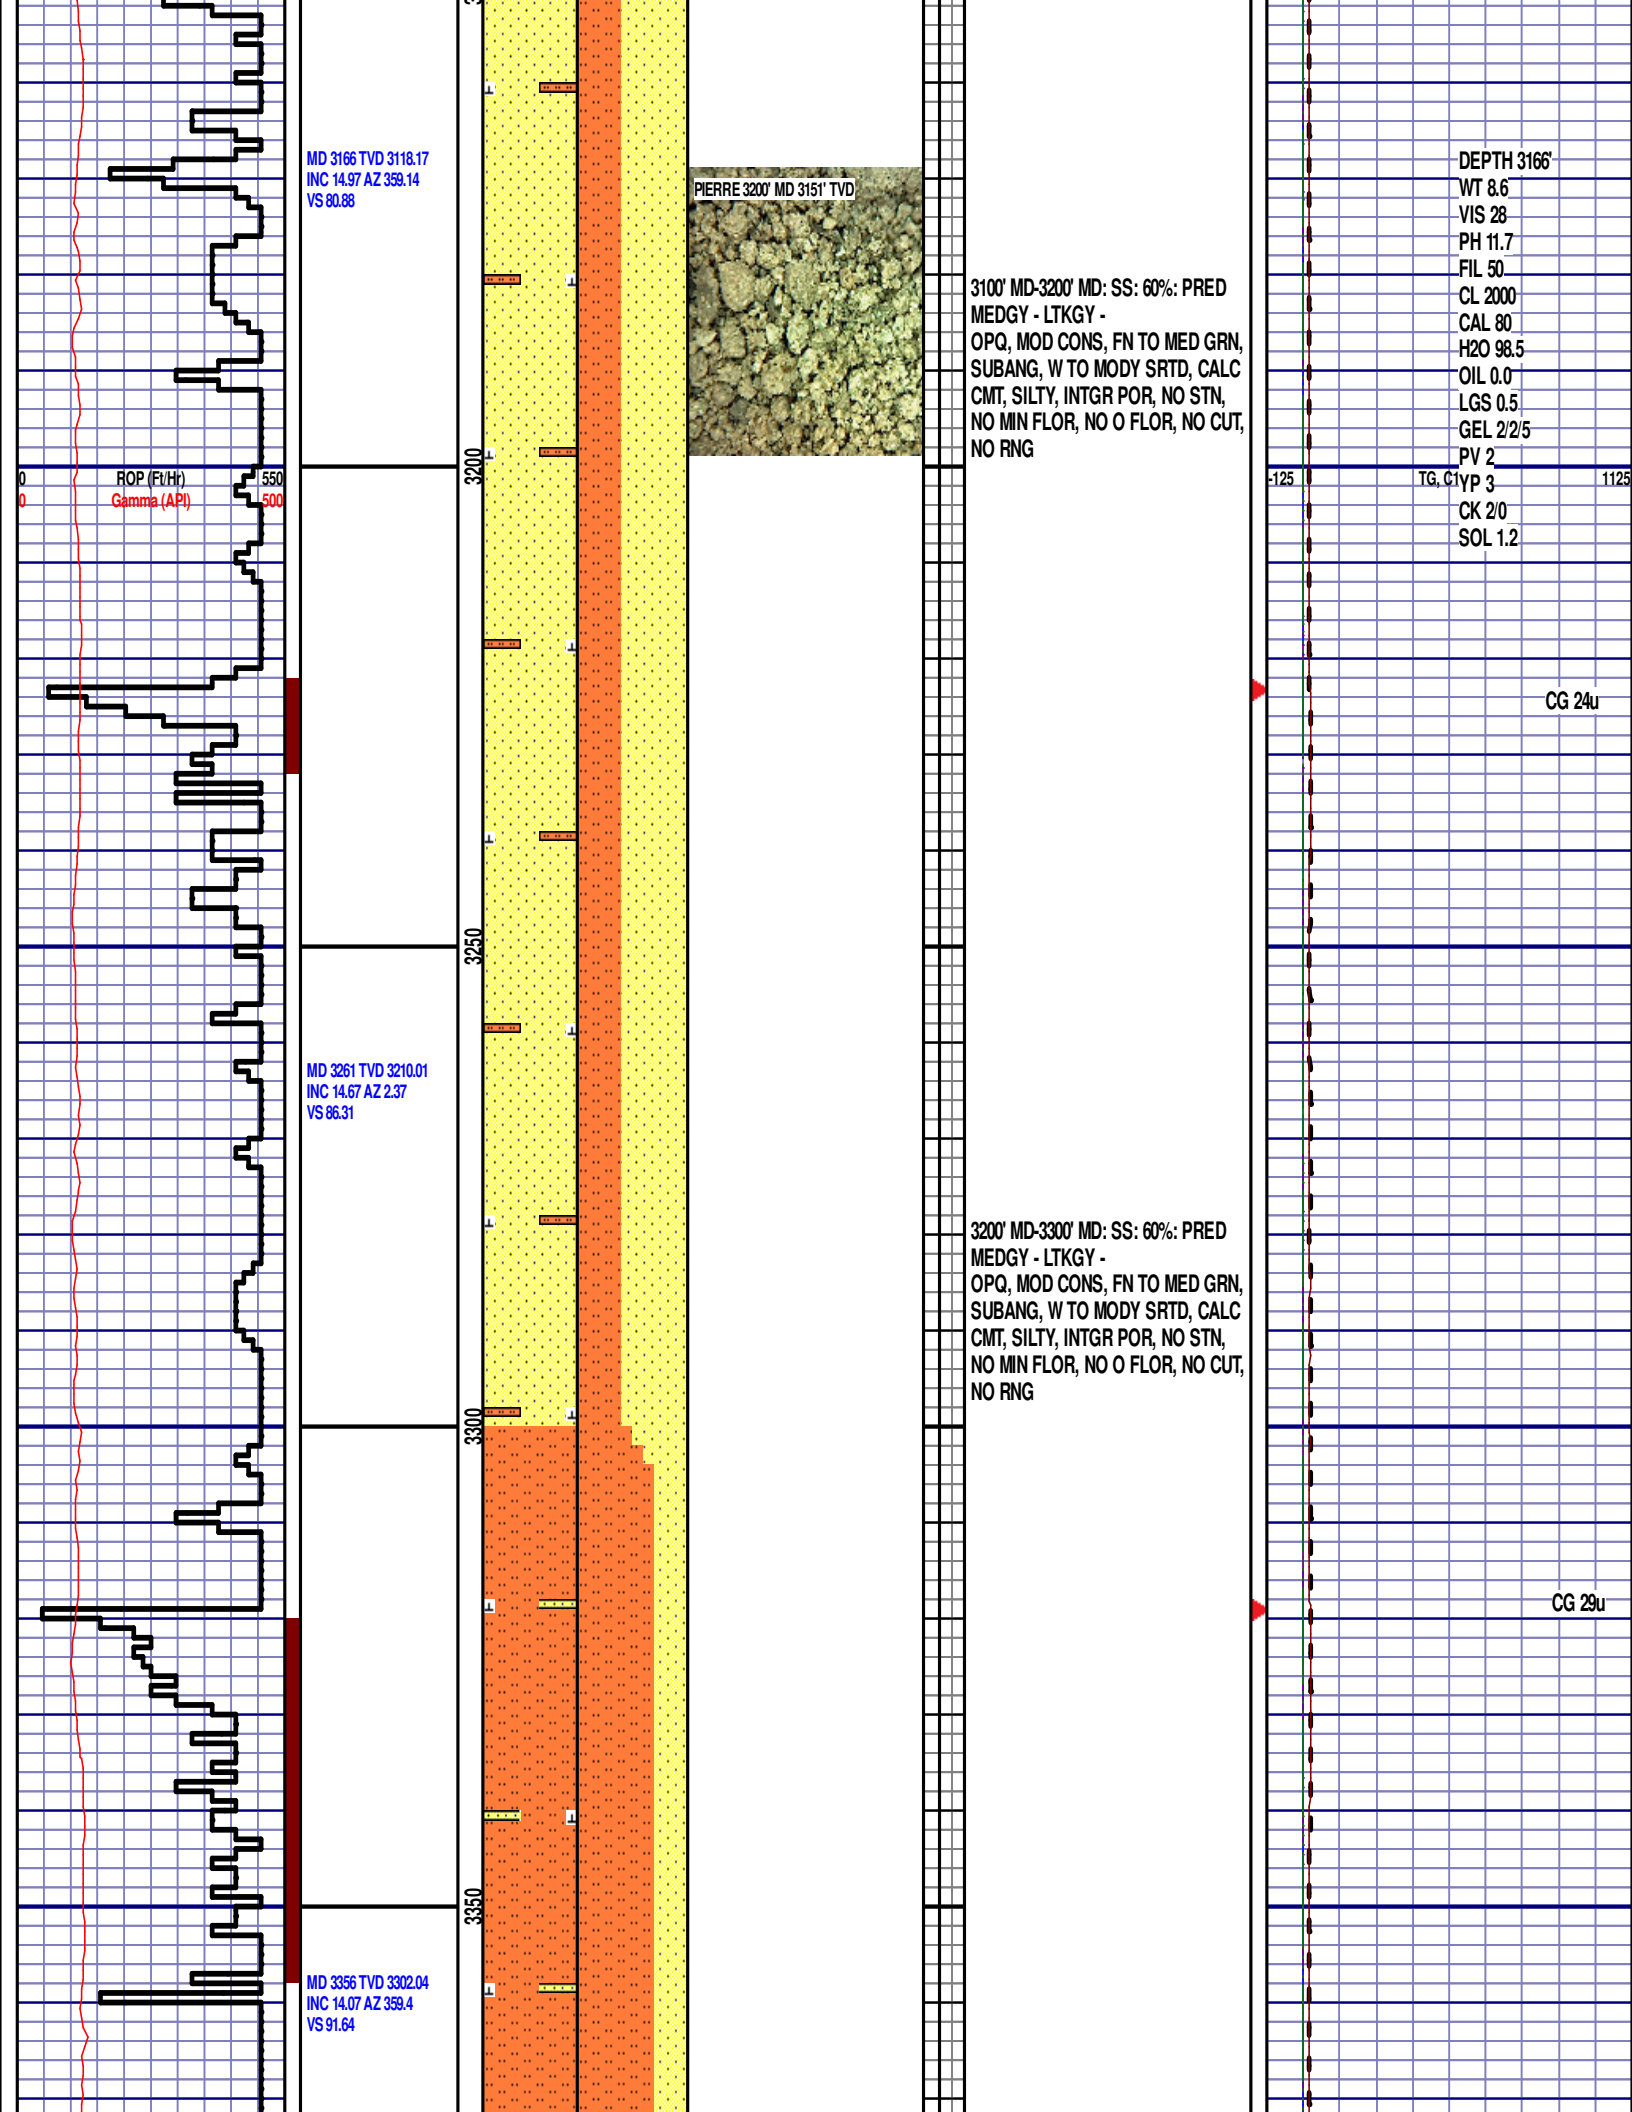 MD 3166 TVD 3118.17
INC 14.97 AZ 359.14
VS 80.88
PIERRE 3200' MD 3151' TVD
DEPTH 3166'
WT 8.6
VIS 28
PH 11.7
FIL 50
CL 2000
CAL 80
H2O 98.5
OIL 0.0
LGS 0.5
GEL 2/2/5
PV 2
YP 3
CK 2/0
SOL 1.2
3100' MD-3200' MD: SS: 60%: PRED
MEDGY - LTKGY -
OPQ, MOD CONS, FN TO MED GRN,
SUBANG, W TO MODY SRTD, CALC
CMT, SILTY, INTGR POR, NO STN,
NO MIN FLOR, NO O FLOR, NO CUT,
NO RNG
3200
0 ROP (Ft/Hr) 550
0 Gamma (API) 500
-125 TG, C1 1125
CG 24u
3250
MD 3261 TVD 3210.01
INC 14.67 AZ 2.37
VS 86.31
3200' MD-3300' MD: SS: 60%: PRED
MEDGY - LTKGY -
OPQ, MOD CONS, FN TO MED GRN,
SUBANG, W TO MODY SRTD, CALC
CMT, SILTY, INTGR POR, NO STN,
NO MIN FLOR, NO O FLOR, NO CUT,
NO RNG
3300
CG 29u
3350
MD 3356 TVD 3302.04
INC 14.07 AZ 359.4
VS 91.64